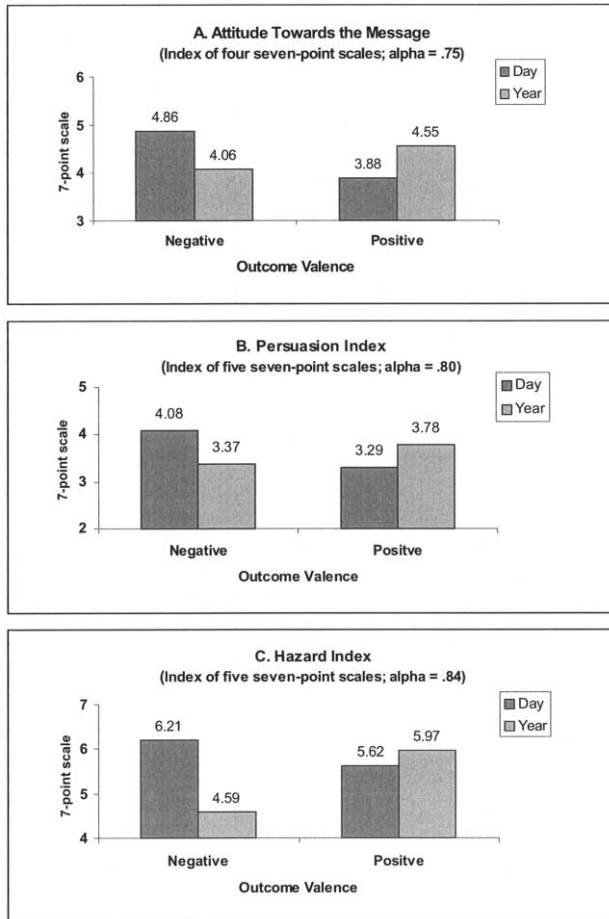 A. Attitude Towards the Message
(Index of four seven-point scales; alpha = .75)
Day
Year
7-point scale
6
5
4
3
4.86
4.06
3.88
4.55
Negative
Positive
Outcome Valence
B. Persuasion Index
(Index of five seven-point scales; alpha = .80)
Day
Year
7-point scale
5
4
3
2
4.08
3.37
3.29
3.78
Negative
Positve
Outcome Valence
C. Hazard Index
(Index of five seven-point scales; alpha = .84)
Day
Year
7-point scale
7
6
5
4
6.21
4.59
5.62
5.97
Negative
Positve
Outcome Valence